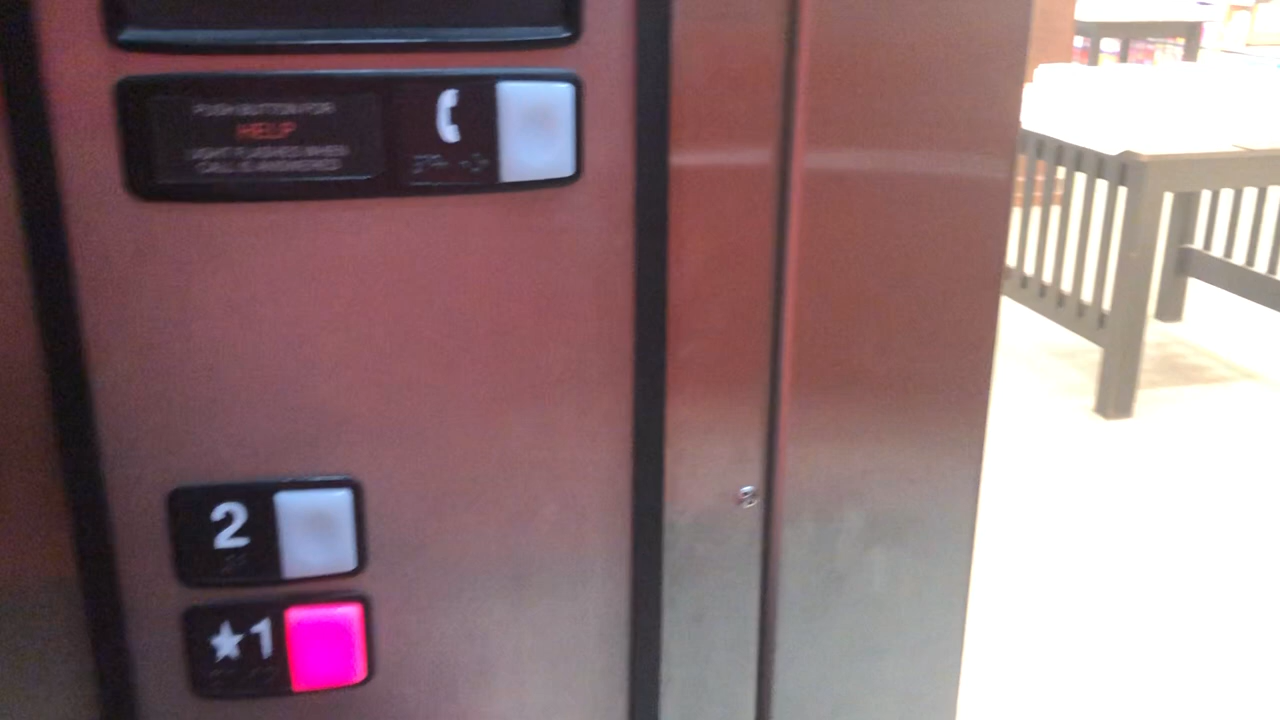 PUSH BUTTON FOR
HELP
LIGHT FLASHES WHEN
CALL IS ANSWERED
2
★1